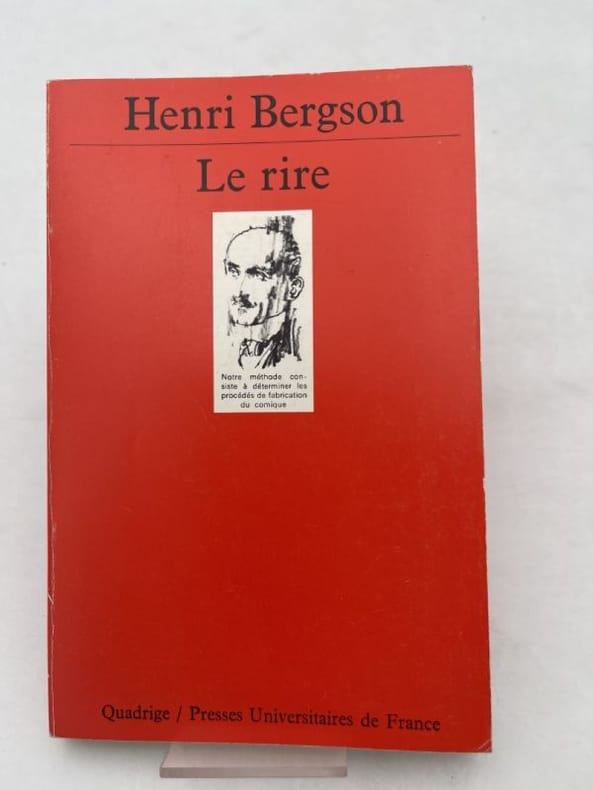 Henri Bergson
Le rire
Notre méthode con-
siste à déterminer les
procédés de fabrication
du comique
Quadrige / Presses Universitaires de France